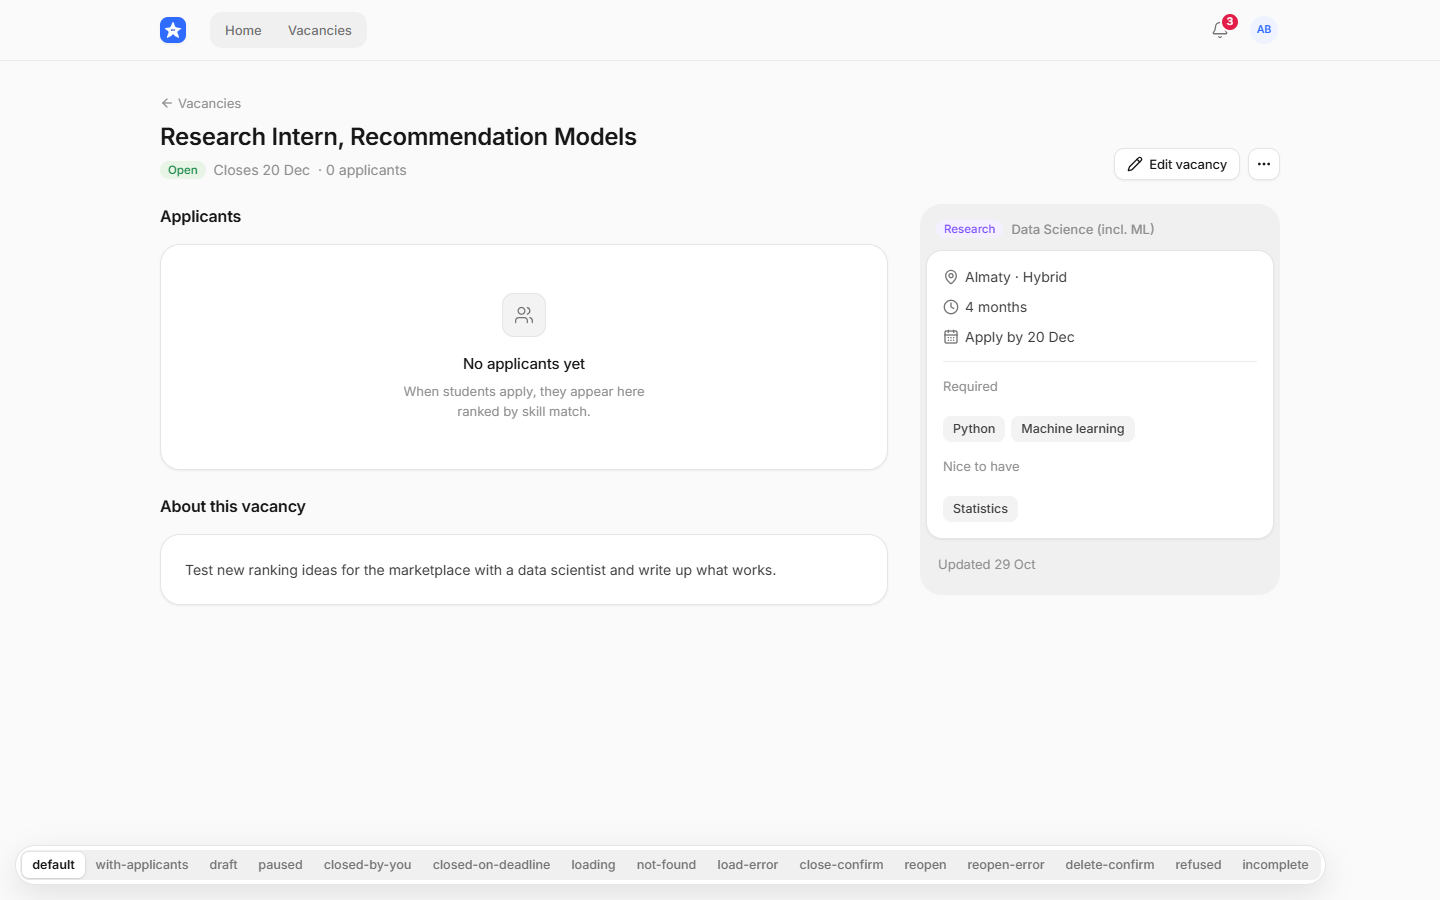 Home Vacancies 3 AB
Vacancies
Research Intern, Recommendation Models
Open Closes 20 Dec · 0 applicants
Edit vacancy
Applicants
No applicants yet
When students apply, they appear here
ranked by skill match.
About this vacancy
Test new ranking ideas for the marketplace with a data scientist and write up what works.
Research Data Science (incl. ML)
Almaty · Hybrid
4 months
Apply by 20 Dec
Required
Python Machine learning
Nice to have
Statistics
Updated 29 Oct
default with-applicants draft paused closed-by-you closed-on-deadline loading not-found load-error close-confirm reopen reopen-error delete-confirm refused incomplete